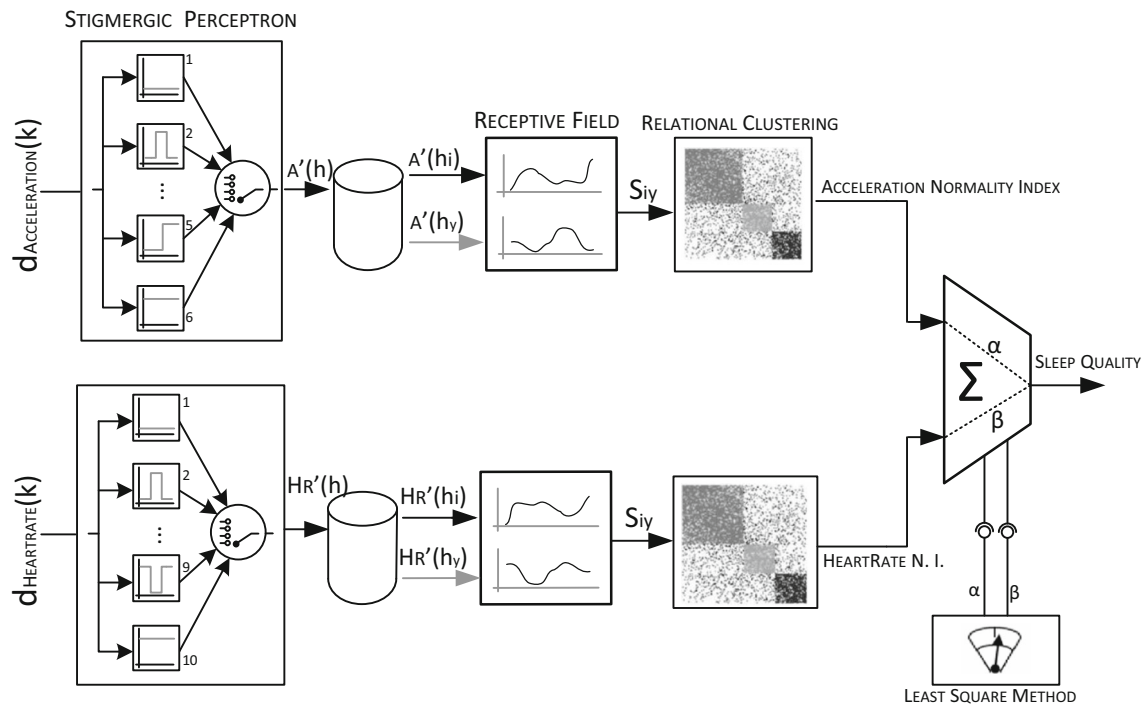 STIGMERGIC PERCEPTRON
dACCELERATION(k)
1
2
...
5
6
A'(h)
A'(hi)
A'(hy)
RECEPTIVE FIELD
Siy
RELATIONAL CLUSTERING
ACCELERATION NORMALITY INDEX
dHEARTRATE(k)
1
2
...
9
10
HR'(h)
HR'(hi)
HR'(hy)
Siy
HEARTRATE N. I.
α
Σ
β
SLEEP QUALITY
α β
LEAST SQUARE METHOD